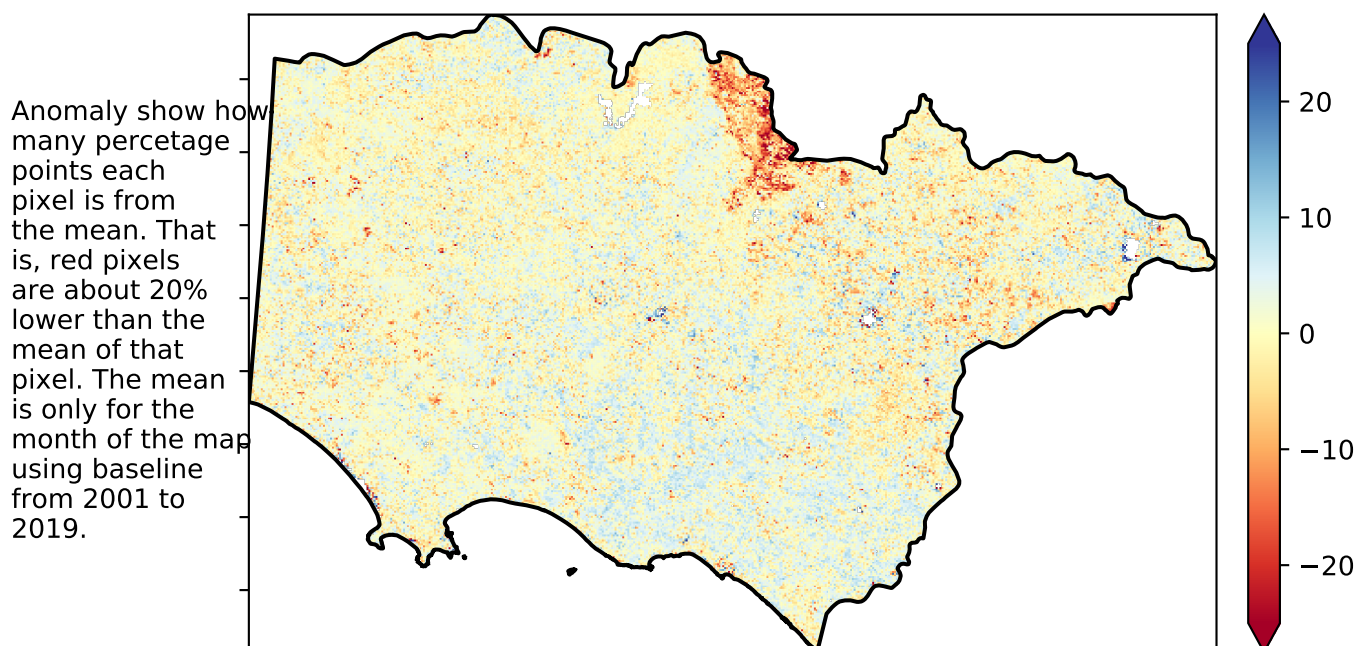 Anomaly show how
many percetage
points each
pixel is from
the mean. That
is, red pixels
are about 20%
lower than the
mean of that
pixel. The mean
is only for the
month of the map
using baseline
from 2001 to
2019.
20
10
0
−10
−20